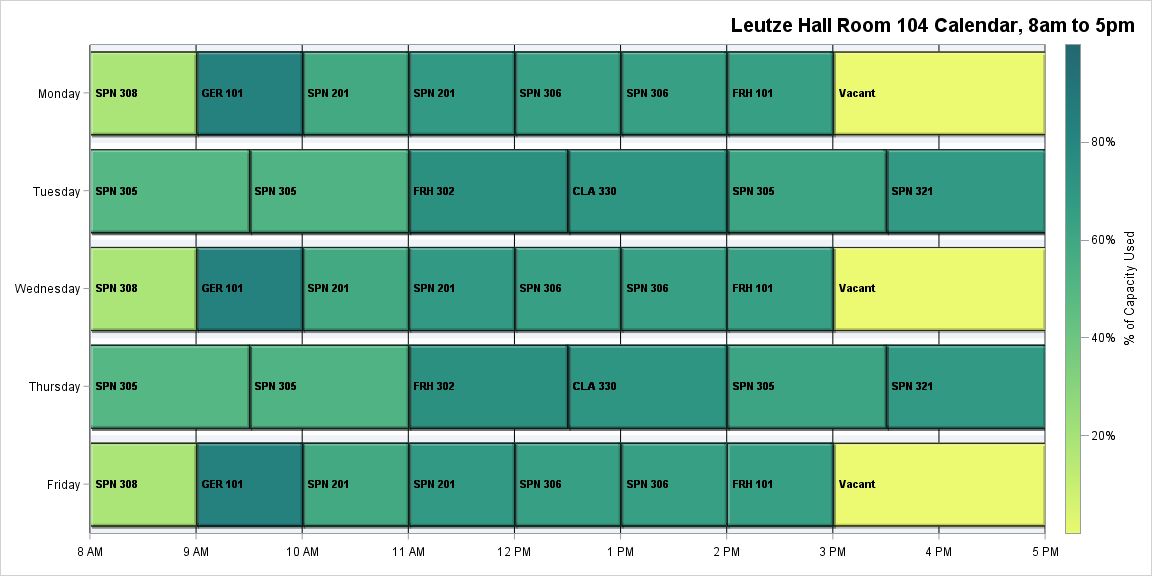 Leutze Hall Room 104 Calendar, 8am to 5pm
Monday SPN 308 GER 101 SPN 201 SPN 201 SPN 306 SPN 306 FRH 101 Vacant
Tuesday SPN 305 SPN 305 FRH 302 CLA 330 SPN 305 SPN 321
Wednesday SPN 308 GER 101 SPN 201 SPN 201 SPN 306 SPN 306 FRH 101 Vacant
Thursday SPN 305 SPN 305 FRH 302 CLA 330 SPN 305 SPN 321
Friday SPN 308 GER 101 SPN 201 SPN 201 SPN 306 SPN 306 FRH 101 Vacant
8 AM 9 AM 10 AM 11 AM 12 PM 1 PM 2 PM 3 PM 4 PM 5 PM
80%
60%
40%
20%
% of Capacity Used